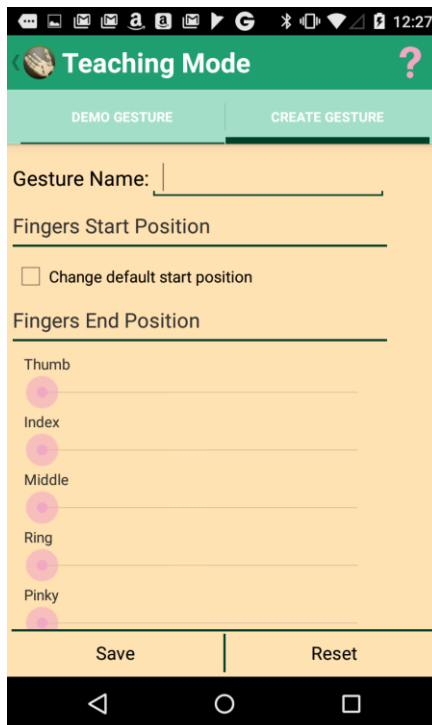 12:27
Teaching Mode ?
DEMO GESTURE CREATE GESTURE
Gesture Name:
Fingers Start Position
Change default start position
Fingers End Position
Thumb
Index
Middle
Ring
Pinky
Save Reset